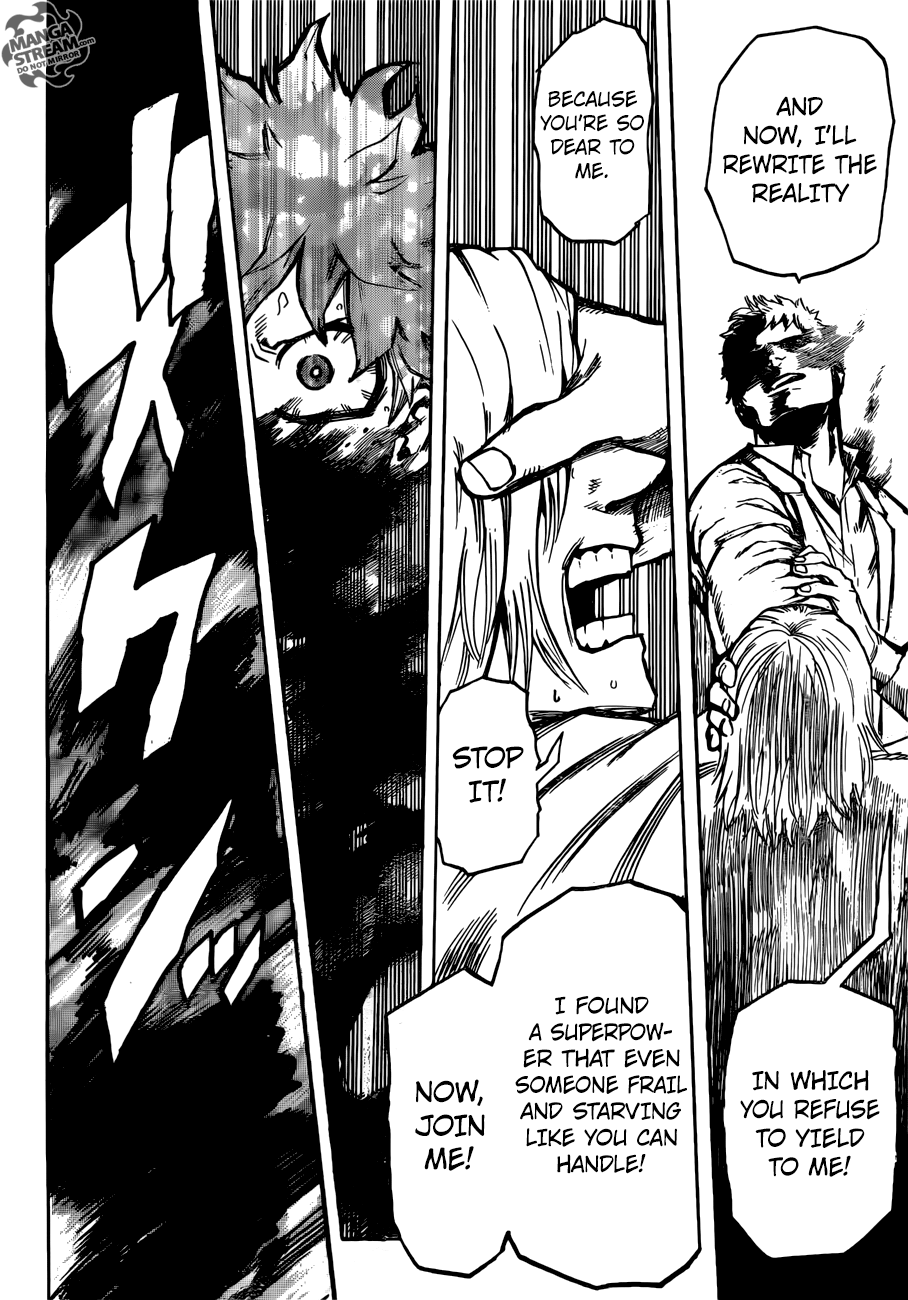 MANGA
STREAM.com
DO NOT MIRROR
AND
NOW, I'LL
REWRITE THE
REALITY
IN WHICH
YOU REFUSE
TO YIELD
TO ME!
BECAUSE
YOU'RE SO
DEAR TO
ME.
STOP
IT!
I FOUND
A SUPERPOW-
ER THAT EVEN
SOMEONE FRAIL
AND STARVING
LIKE YOU CAN
HANDLE!
NOW,
JOIN
ME!